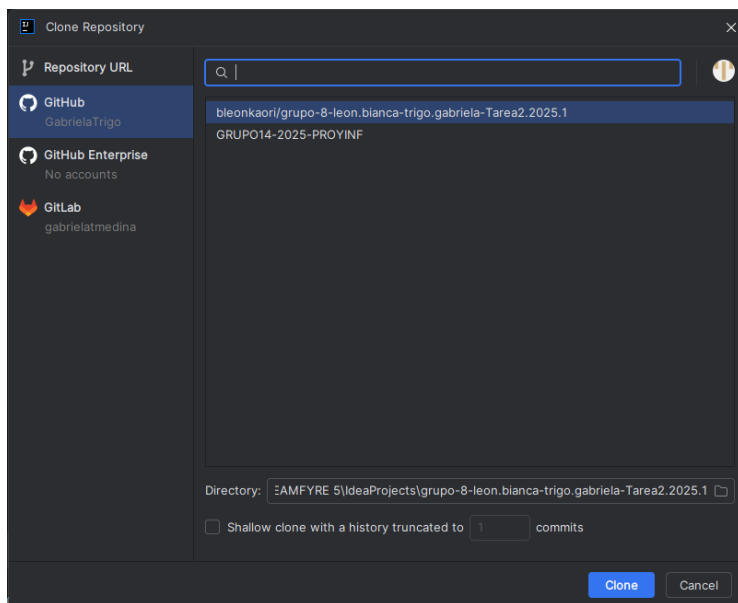 Clone Repository
Repository URL
GitHub
GabrielaTrigo
GitHub Enterprise
No accounts
GitLab
gabrielatmedina
bleonkaori/grupo-8-leon.bianca-trigo.gabriela-Tarea2.2025.1
GRUPO14-2025-PROYINF
Directory: EAMFYRE 5\IdeaProjects\grupo-8-leon.bianca-trigo.gabriela-Tarea2.2025.1
Shallow clone with a history truncated to 1 commits
Clone Cancel